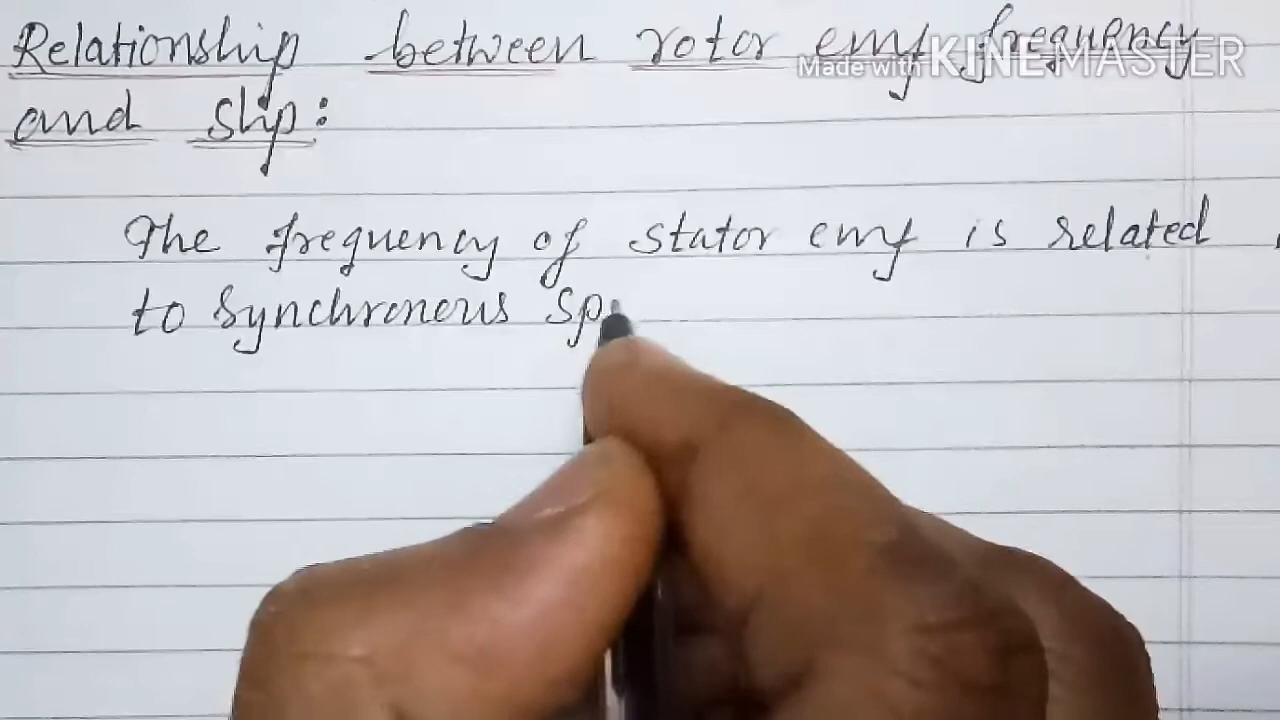 Relationship between rotor emf frequency
Made with KINEMASTER
and slip:
The frequency of stator emf is related
to synchronous sp